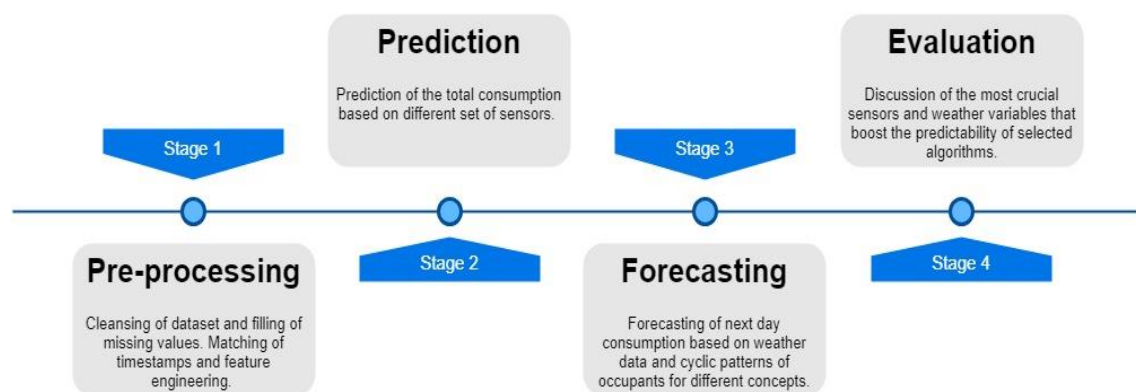 Prediction
Prediction of the total consumption
based on different set of sensors.
Evaluation
Discussion of the most crucial
sensors and weather variables that
boost the predictability of selected
algorithms.
Stage 1
Stage 3
Stage 2
Stage 4
Pre-processing
Cleansing of dataset and filling of
missing values. Matching of
timestamps and feature
engineering.
Forecasting
Forecasting of next day
consumption based on weather
data and cyclic patterns of
occupants for different concepts.